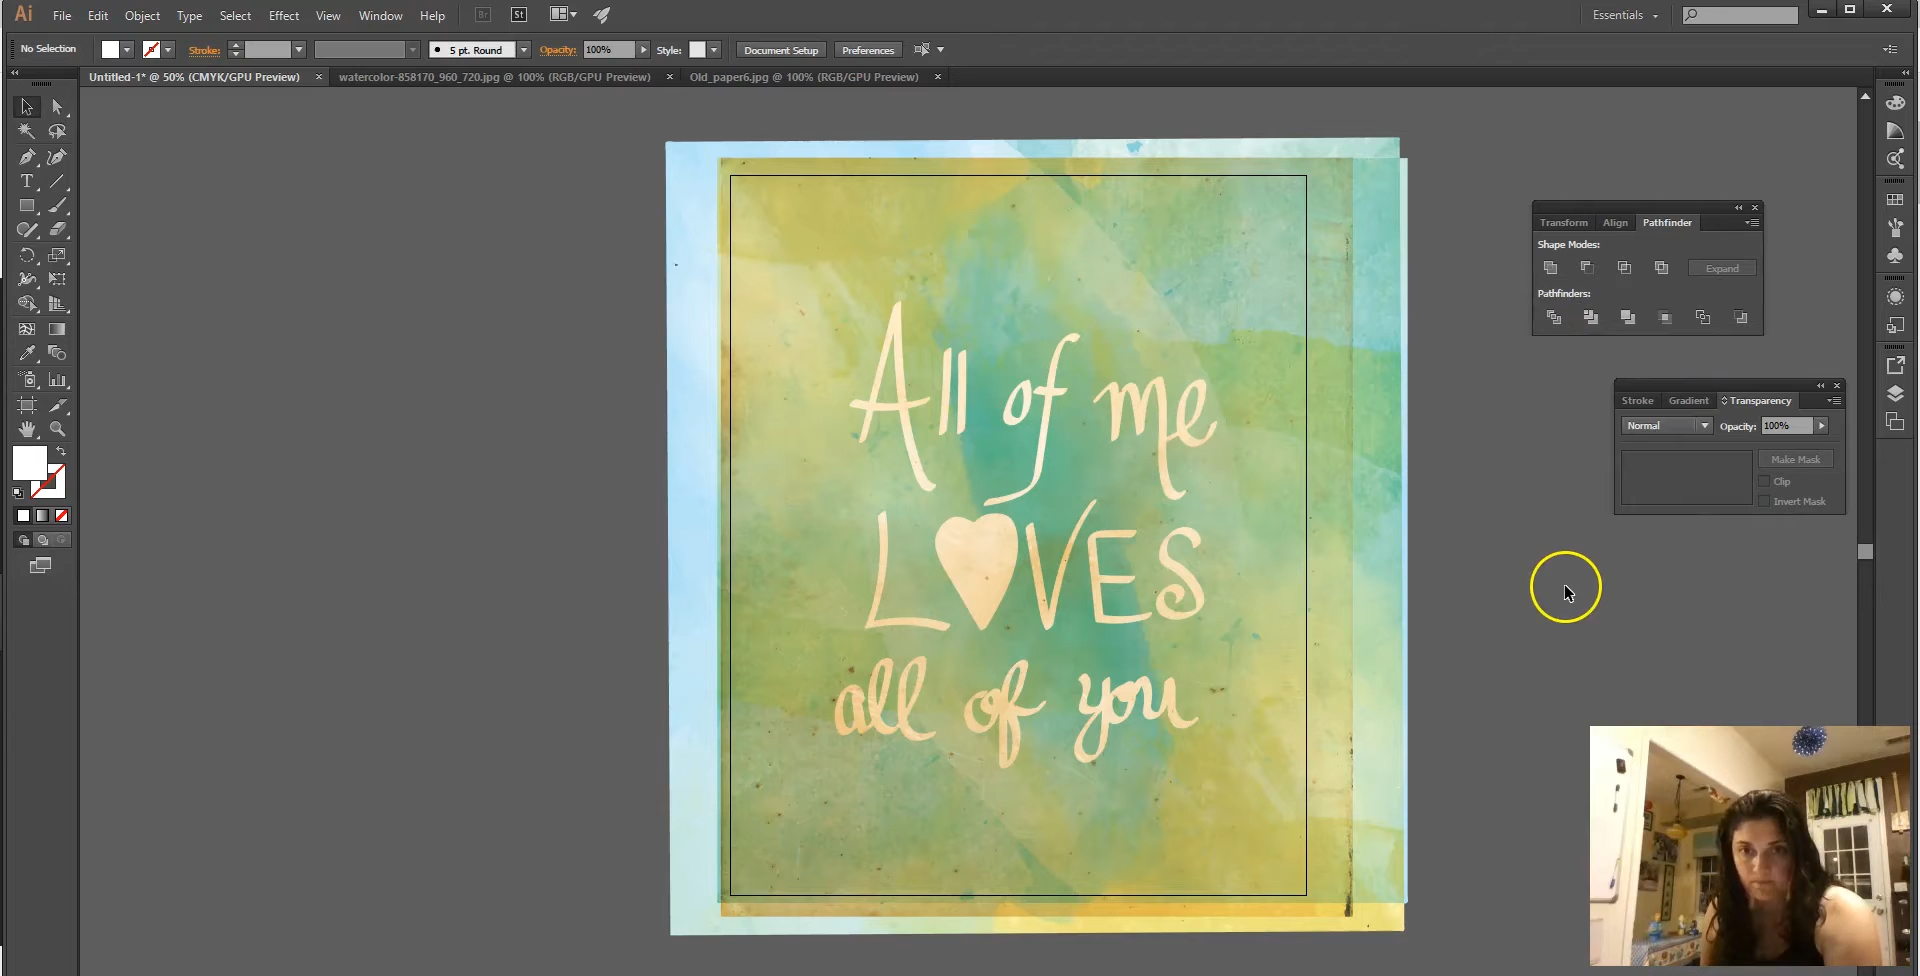 Ai File Edit Object Type Select Effect View Window Help Br St Essentials
No Selection Stroke: 5 pt. Round Opacity: 100% Style: Document Setup Preferences
Untitled-1* @ 50% (CMYK/GPU Preview) × watercolor-858170_960_720.jpg @ 100% (RGB/GPU Preview) × Old_paper6.jpg @ 100% (RGB/GPU Preview) ×
Transform Align Pathfinder
Shape Modes:
Expand
Pathfinders:
Stroke Gradient Transparency
Normal Opacity: 100%
Make Mask
Clip
Invert Mask
All of me
LOVES
all of you